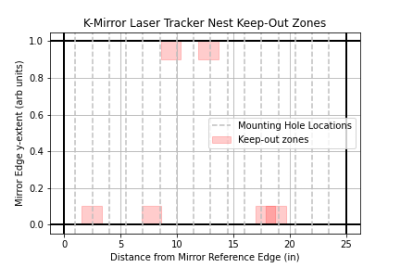 K-Mirror Laser Tracker Nest Keep-Out Zones
Mirror Edge y-extent (arb units)
1.0
0.8
0.6
0.4
0.2
0.0
Mounting Hole Locations
Keep-out zones
0 5 10 15 20 25
Distance from Mirror Reference Edge (in)